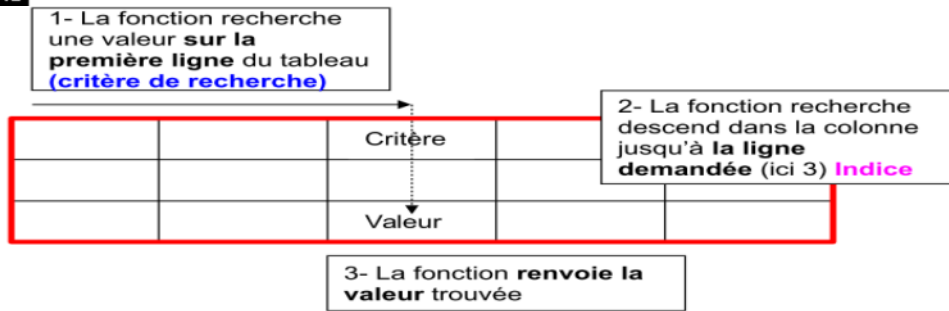 1- La fonction recherche
une valeur sur la
première ligne du tableau
(critère de recherche)
2- La fonction recherche
descend dans la colonne
jusqu'à la ligne
demandée (ici 3) Indice
Critère
Valeur
3- La fonction renvoie la
valeur trouvée